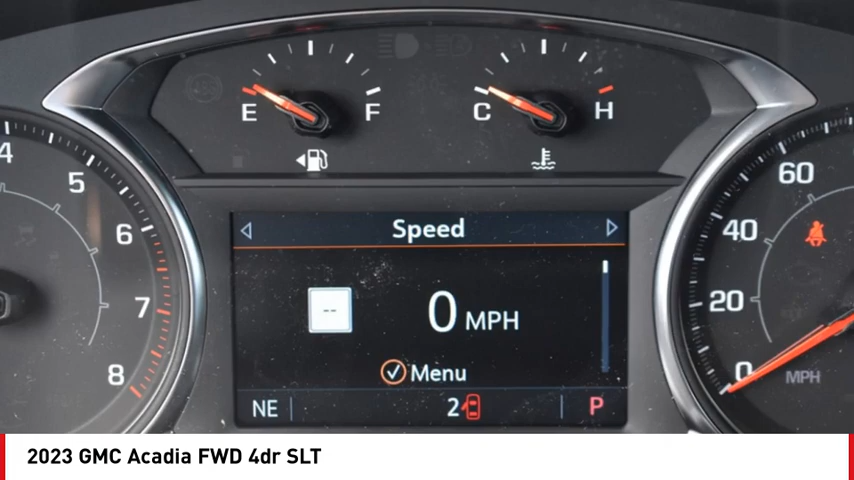 E F C H
4
5
6
7
8
Speed
-- 0 MPH
Menu
NE 2 P
60
40
20
0
MPH
2023 GMC Acadia FWD 4dr SLT